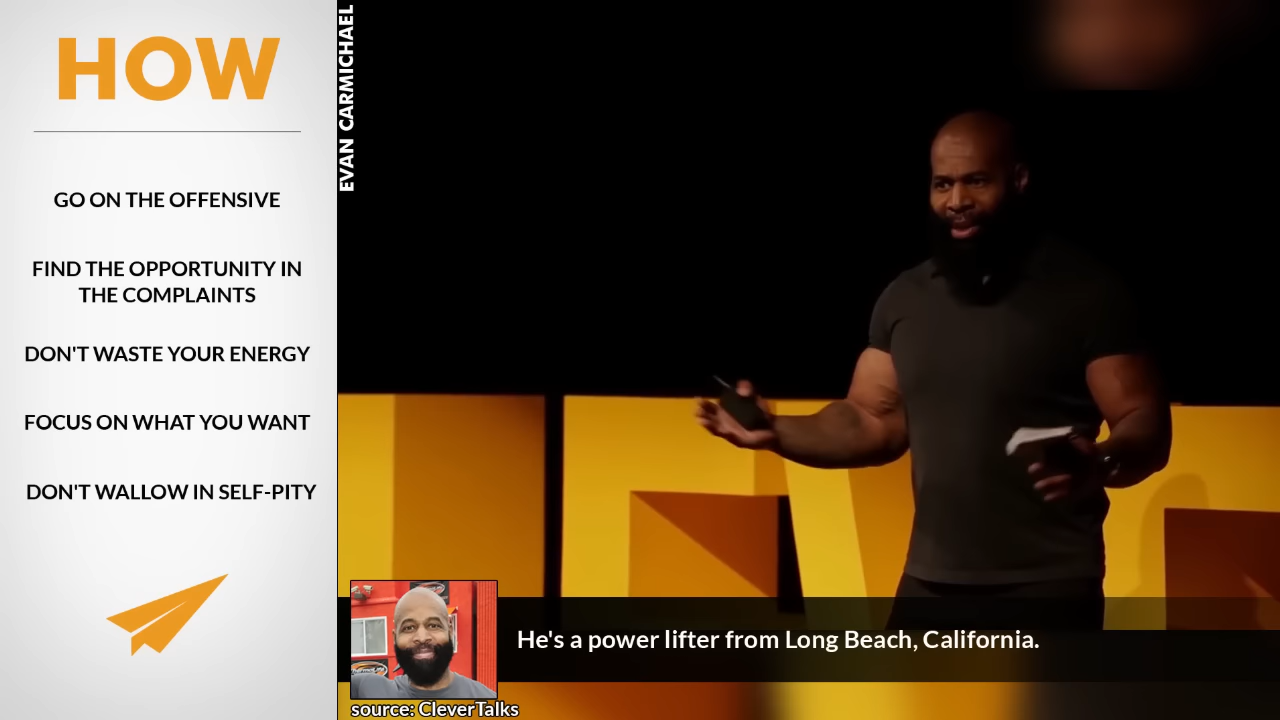 HOW
GO ON THE OFFENSIVE
FIND THE OPPORTUNITY IN
THE COMPLAINTS
DON'T WASTE YOUR ENERGY
FOCUS ON WHAT YOU WANT
DON'T WALLOW IN SELF-PITY
EVAN CARMICHAEL
He's a power lifter from Long Beach, California.
source: CleverTalks